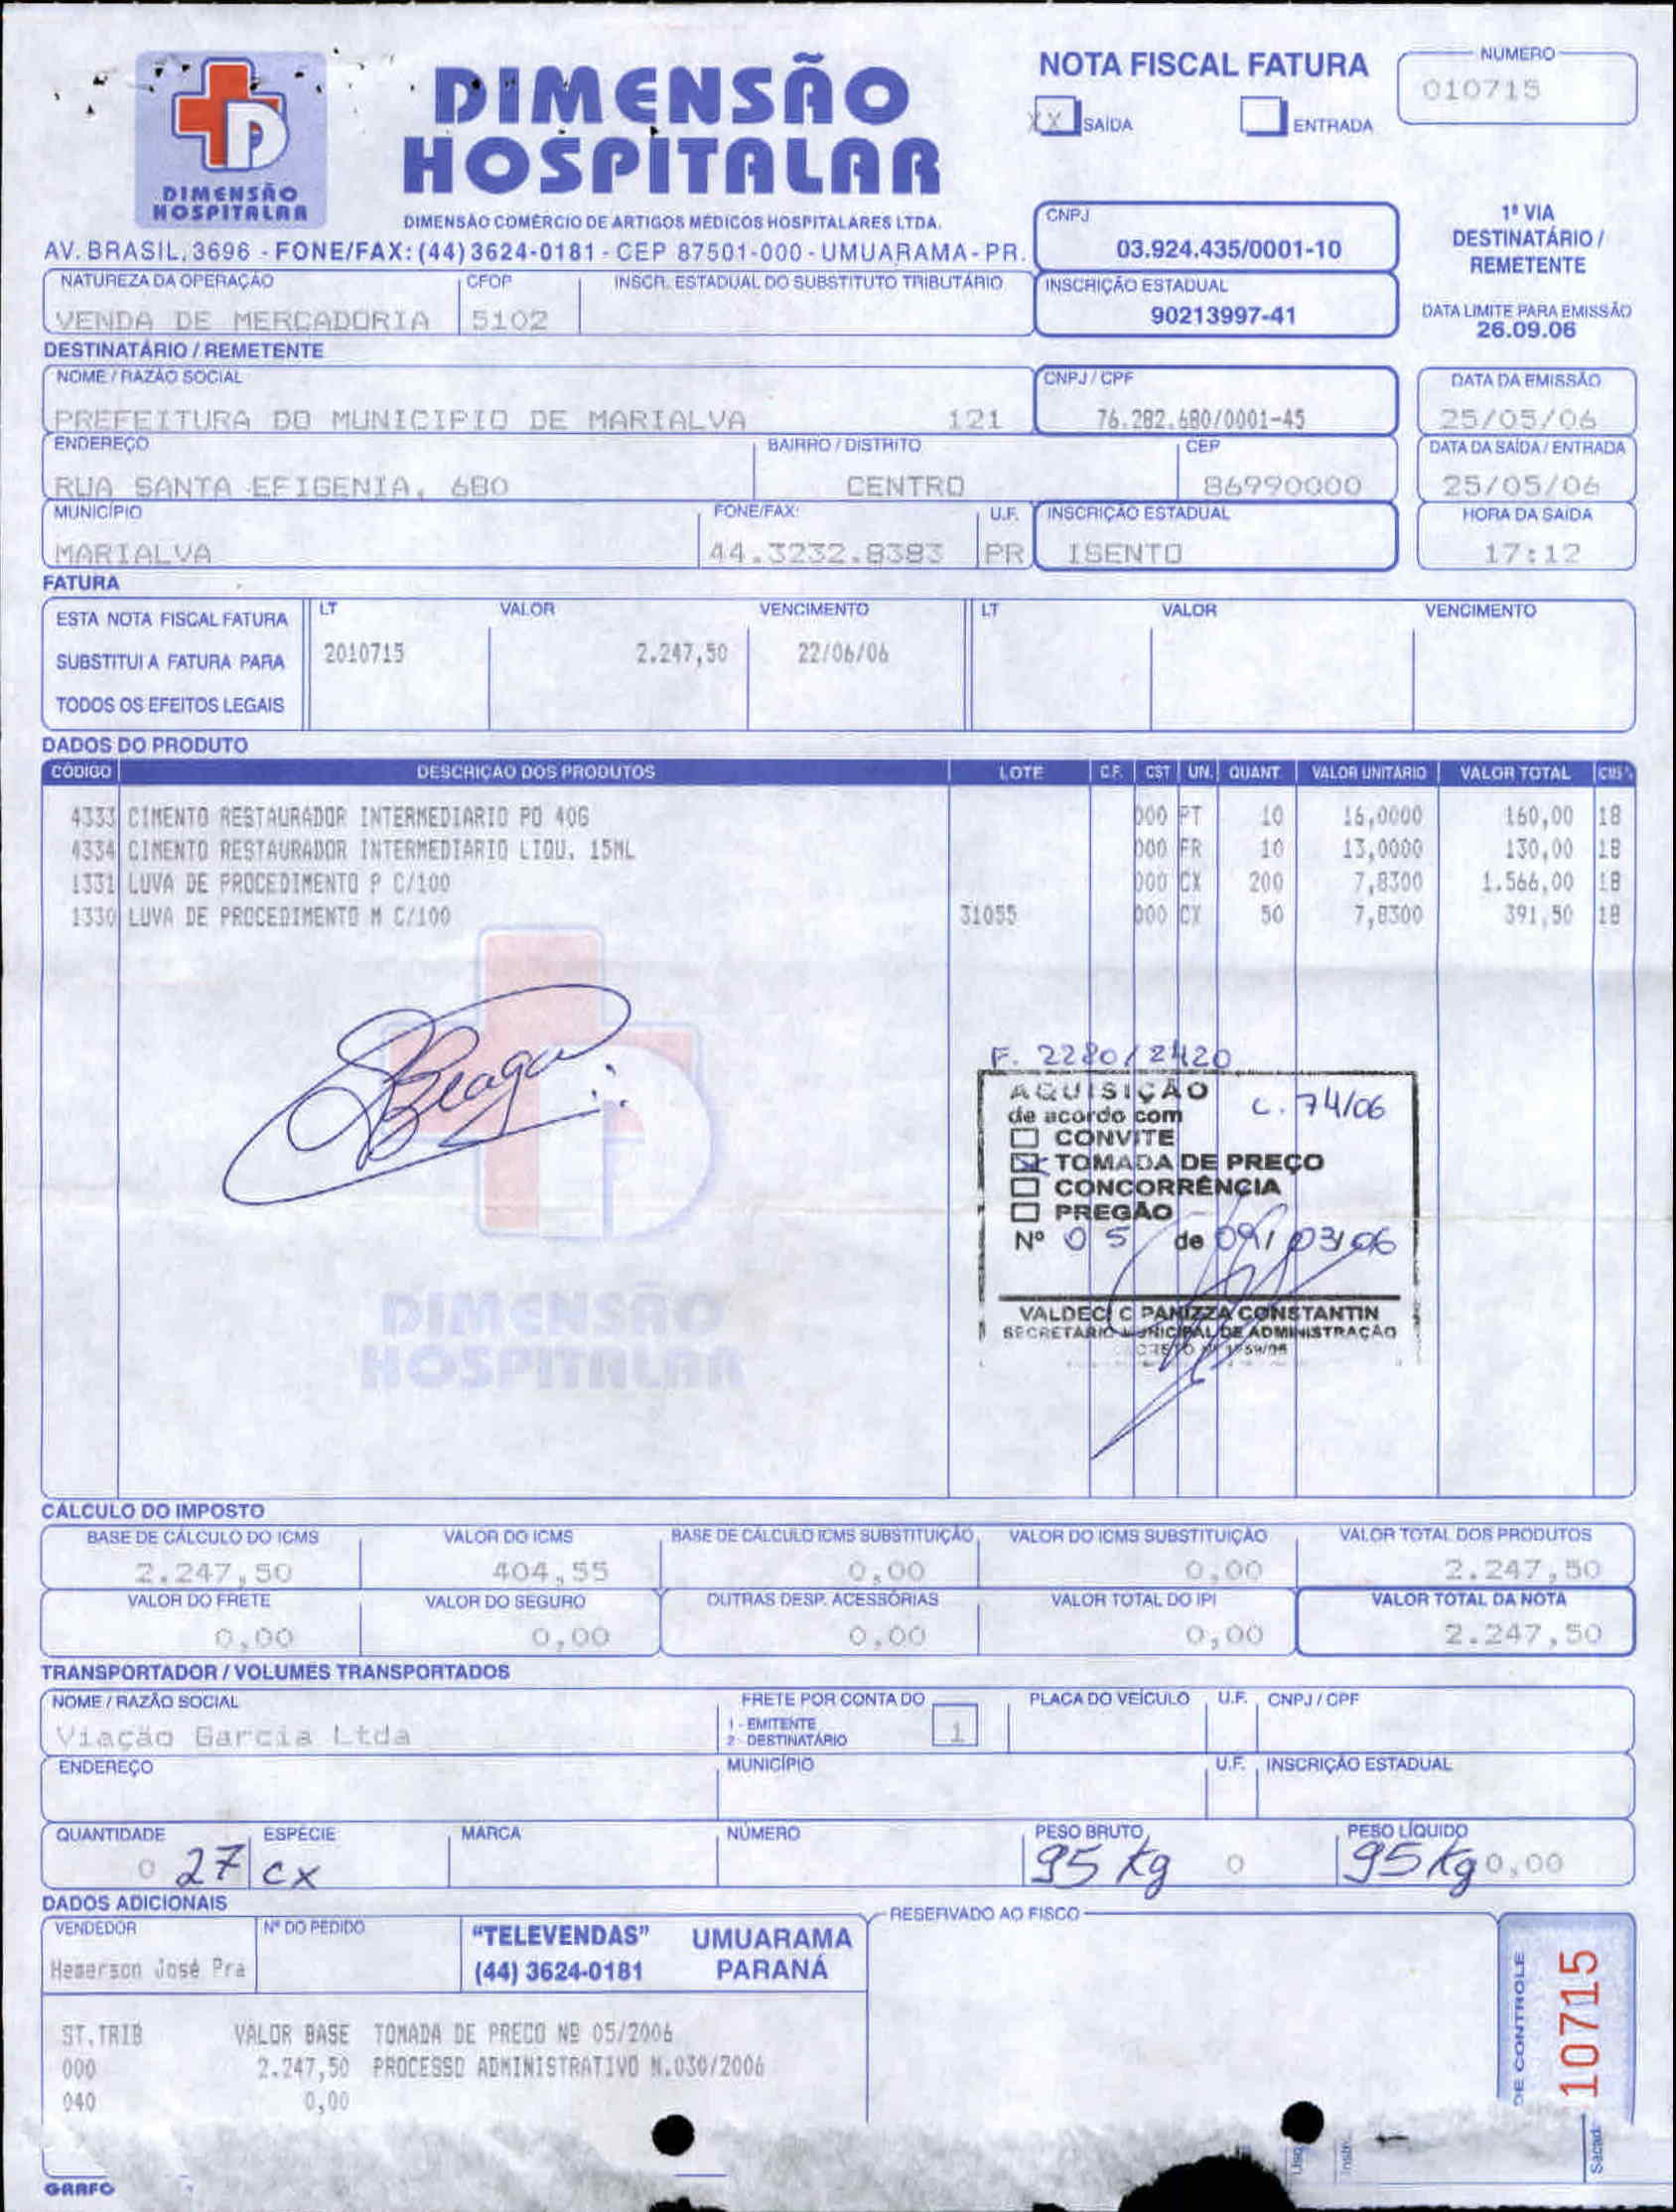 DIMENSÃO
HOSPITALAR
DIMENSÃO
HOSPITALAR
DIMENSÃO COMÉRCIO DE ARTIGOS MÉDICOS HOSPITALARES LTDA.
AV. BRASIL, 3696 - FONE/FAX: (44) 3624-0181 - CEP 87501-000 - UMUARAMA - PR.
NOTA FISCAL FATURA
XX SAÍDA ENTRADA
NUMERO
010715
CNPJ
03.924.435/0001-10
1ª VIA
DESTINATÁRIO /
REMETENTE
NATUREZA DA OPERAÇÃO CFOP INSCR. ESTADUAL DO SUBSTITUTO TRIBUTÁRIO INSCRIÇÃO ESTADUAL
VENDA DE MERCADORIA 5102 90213997-41
DATA LIMITE PARA EMISSÃO
26.09.06
DESTINATÁRIO / REMETENTE
NOME / RAZÃO SOCIAL CNPJ / CPF DATA DA EMISSÃO
PREFEITURA DO MUNICIPIO DE MARIALVA 121 76.282.680/0001-45 25/05/06
ENDEREÇO BAIRRO / DISTRITO CEP DATA DA SAÍDA / ENTRADA
RUA SANTA EFIGENIA, 680 CENTRO 86990000 25/05/06
MUNICÍPIO FONE/FAX: U.F. INSCRIÇÃO ESTADUAL HORA DA SAIDA
MARIALVA 44.3232.8383 PR ISENTO 17:12
FATURA
ESTA NOTA FISCAL FATURA LT VALOR VENCIMENTO LT VALOR VENCIMENTO
SUBSTITUI A FATURA PARA 2010715 2.247,50 22/06/06
TODOS OS EFEITOS LEGAIS
DADOS DO PRODUTO
CÓDIGO DESCRIÇÃO DOS PRODUTOS LOTE C.F. CST UN. QUANT. VALOR UNITÁRIO VALOR TOTAL ICMS %
4333 CIMENTO RESTAURADOR INTERMEDIARIO PO 40G 000 PT 10 16,0000 160,00 18
4334 CIMENTO RESTAURADOR INTERMEDIARIO LIQU. 15ML 000 FR 10 13,0000 130,00 18
1331 LUVA DE PROCEDIMENTO P C/100 000 CX 200 7,8300 1.566,00 18
1330 LUVA DE PROCEDIMENTO M C/100 31055 000 CX 50 7,8300 391,50 18
F. 2280/2420
AQUISIÇÃO
de acordo com C. 74/06
CONVITE
TOMADA DE PREÇO
CONCORRÊNCIA
PREGÃO
Nº 05 de 09/03/06
VALDECI C PANIZZA CONSTANTIN
SECRETARIO MUNICIPAL DE ADMINISTRAÇÃO
DIMENSÃO
HOSPITALAR
CÁLCULO DO IMPOSTO
BASE DE CÁLCULO DO ICMS VALOR DO ICMS BASE DE CÁLCULO ICMS SUBSTITUIÇÃO VALOR DO ICMS SUBSTITUIÇÃO VALOR TOTAL DOS PRODUTOS
2.247,50 404,55 0,00 0,00 2.247,50
VALOR DO FRETE VALOR DO SEGURO OUTRAS DESP. ACESSÓRIAS VALOR TOTAL DO IPI VALOR TOTAL DA NOTA
0,00 0,00 0,00 0,00 2.247,50
TRANSPORTADOR / VOLUMES TRANSPORTADOS
NOME / RAZÃO SOCIAL FRETE POR CONTA DO PLACA DO VEÍCULO U.F. CNPJ / CPF
Viação Garcia Ltda 1 - EMITENTE 1
2 - DESTINATÁRIO
ENDEREÇO MUNICÍPIO U.F. INSCRIÇÃO ESTADUAL
QUANTIDADE ESPÉCIE MARCA NÚMERO PESO BRUTO PESO LÍQUIDO
0 27 cx 95 kg 0 95 kg 0,00
DADOS ADICIONAIS
VENDEDOR Nº DO PEDIDO "TELEVENDAS" UMUARAMA
Hemerson José Pra (44) 3624-0181 PARANÁ
RESERVADO AO FISCO
ST.TRIB VALOR BASE TOMADA DE PRECO Nº 05/2006
000 2.247,50 PROCESSO ADMINISTRATIVO N.030/2006
040 0,00
DE CONTROLE
10715
Sacad
Uso
Instr
GRAFO